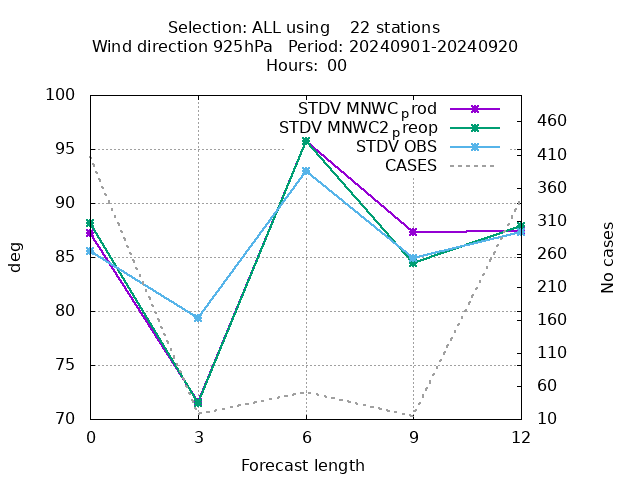 Selection: ALL using 22 stations
Wind direction 925hPa Period: 20240901-20240920
Hours: 00
STDV MNWC_prod
STDV MNWC2_preop
STDV OBS
CASES
100
95
90
85
80
75
70
460
410
360
310
260
210
160
110
60
10
deg
No cases
0 3 6 9 12
Forecast length